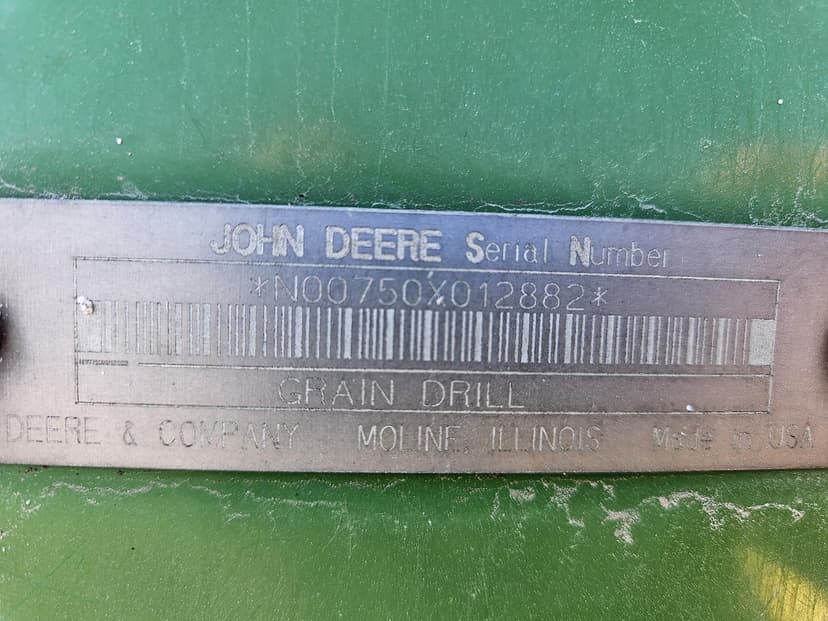 JOHN DEERE Serial Number
*N00750X012882*
GRAIN DRILL
DEERE & COMPANY MOLINE, ILLINOIS Made in USA